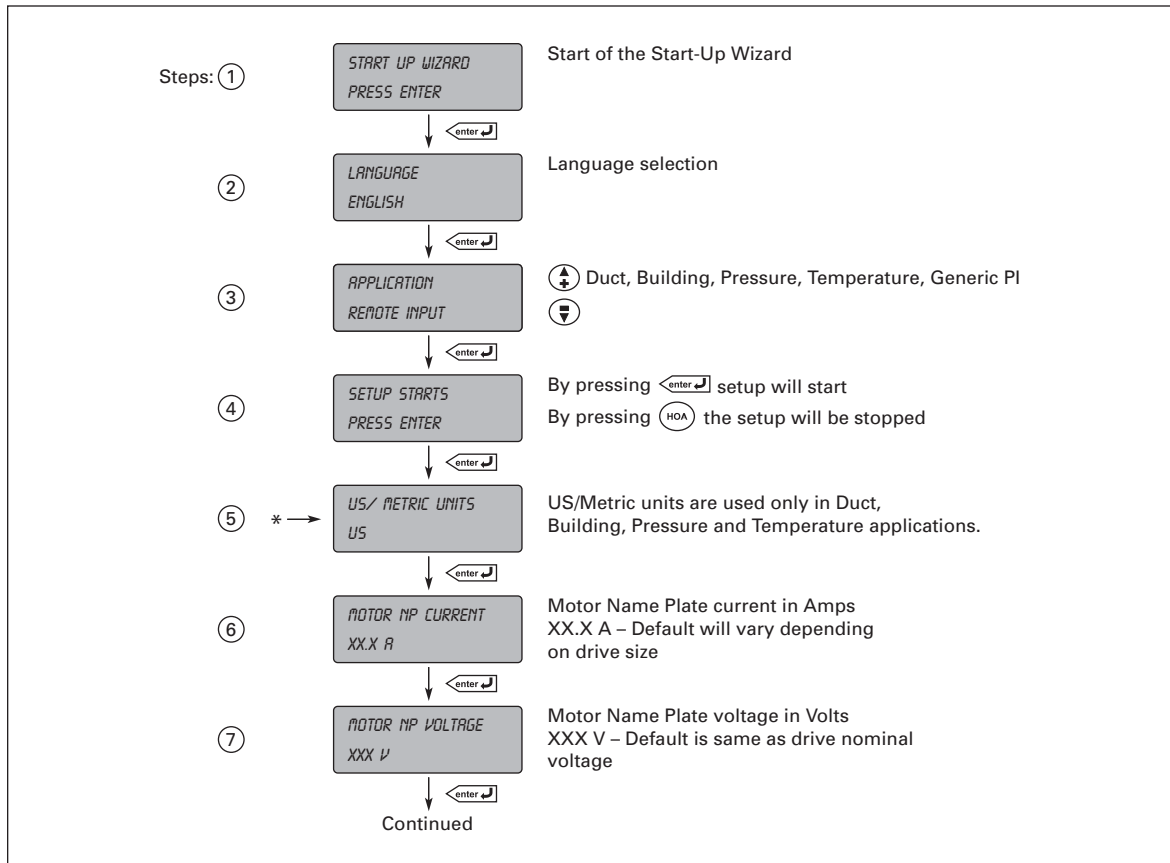 Steps: 1
START UP WIZARD
PRESS ENTER
Start of the Start-Up Wizard
enter
2
LANGUAGE
ENGLISH
Language selection
enter
3
APPLICATION
REMOTE INPUT
Duct, Building, Pressure, Temperature, Generic PI
enter
4
SETUP STARTS
PRESS ENTER
By pressing enter setup will start
By pressing HOA the setup will be stopped
enter
5
* →
US/ METRIC UNITS
US
US/Metric units are used only in Duct,
Building, Pressure and Temperature applications.
enter
6
MOTOR NP CURRENT
XX.X A
Motor Name Plate current in Amps
XX.X A – Default will vary depending
on drive size
enter
7
MOTOR NP VOLTAGE
XXX V
Motor Name Plate voltage in Volts
XXX V – Default is same as drive nominal
voltage
enter
Continued